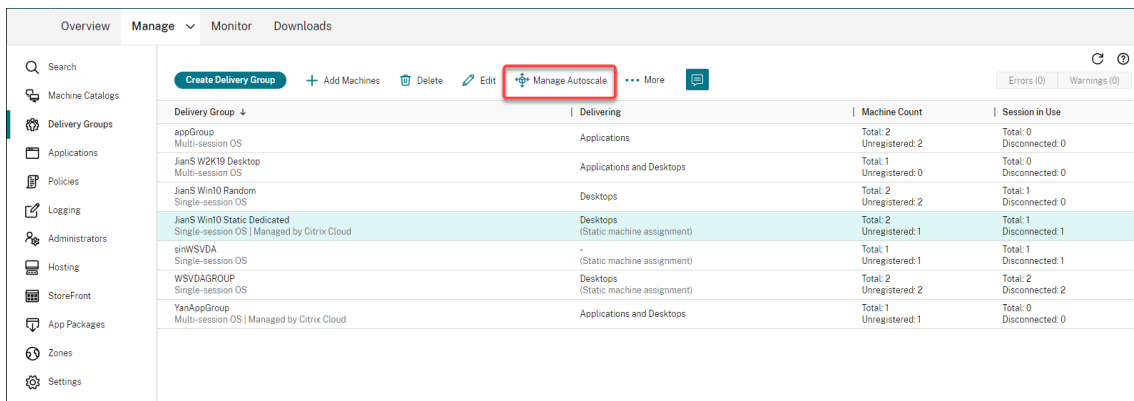 Overview Manage Monitor Downloads
Search
Machine Catalogs
Delivery Groups
Applications
Policies
Logging
Administrators
Hosting
StoreFront
App Packages
Zones
Settings
Create Delivery Group Add Machines Delete Edit Manage Autoscale More
Errors (0) Warnings (0)
Delivery Group Delivering Machine Count Session in Use
appGroup Applications Total: 2 Total: 0
Multi-session OS Unregistered: 2 Disconnected: 0
JianS W2K19 Desktop Applications and Desktops Total: 1 Total: 0
Multi-session OS Unregistered: 0 Disconnected: 0
JianS Win10 Random Desktops Total: 2 Total: 1
Single-session OS Unregistered: 2 Disconnected: 0
JianS Win10 Static Dedicated Desktops Total: 2 Total: 1
Single-session OS | Managed by Citrix Cloud (Static machine assignment) Unregistered: 1 Disconnected: 1
sinWSVDA - Total: 1 Total: 1
Single-session OS (Static machine assignment) Unregistered: 1 Disconnected: 1
WSVDAGROUP Desktops Total: 2 Total: 2
Single-session OS (Static machine assignment) Unregistered: 2 Disconnected: 2
YanAppGroup Applications and Desktops Total: 1 Total: 0
Multi-session OS | Managed by Citrix Cloud Unregistered: 1 Disconnected: 0